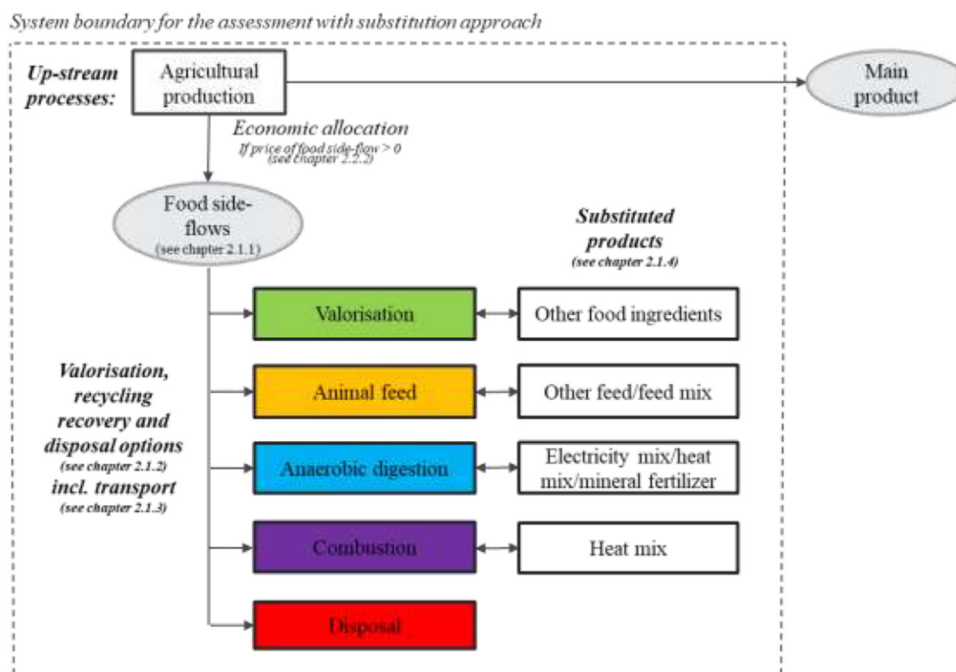 System boundary for the assessment with substitution approach
Up-stream
processes:
Agricultural
production
Main
product
Economic allocation
If price of food side-flow > 0
(see chapter 2.2.2)
Food side-
flows
(see chapter 2.1.1)
Substituted
products
(see chapter 2.1.4)
Valorisation
Other food ingredients
Valorisation,
recycling
recovery and
disposal options
(see chapter 2.1.2)
incl. transport
(see chapter 2.1.3)
Animal feed
Other feed/feed mix
Anaerobic digestion
Electricity mix/heat
mix/mineral fertilizer
Combustion
Heat mix
Disposal